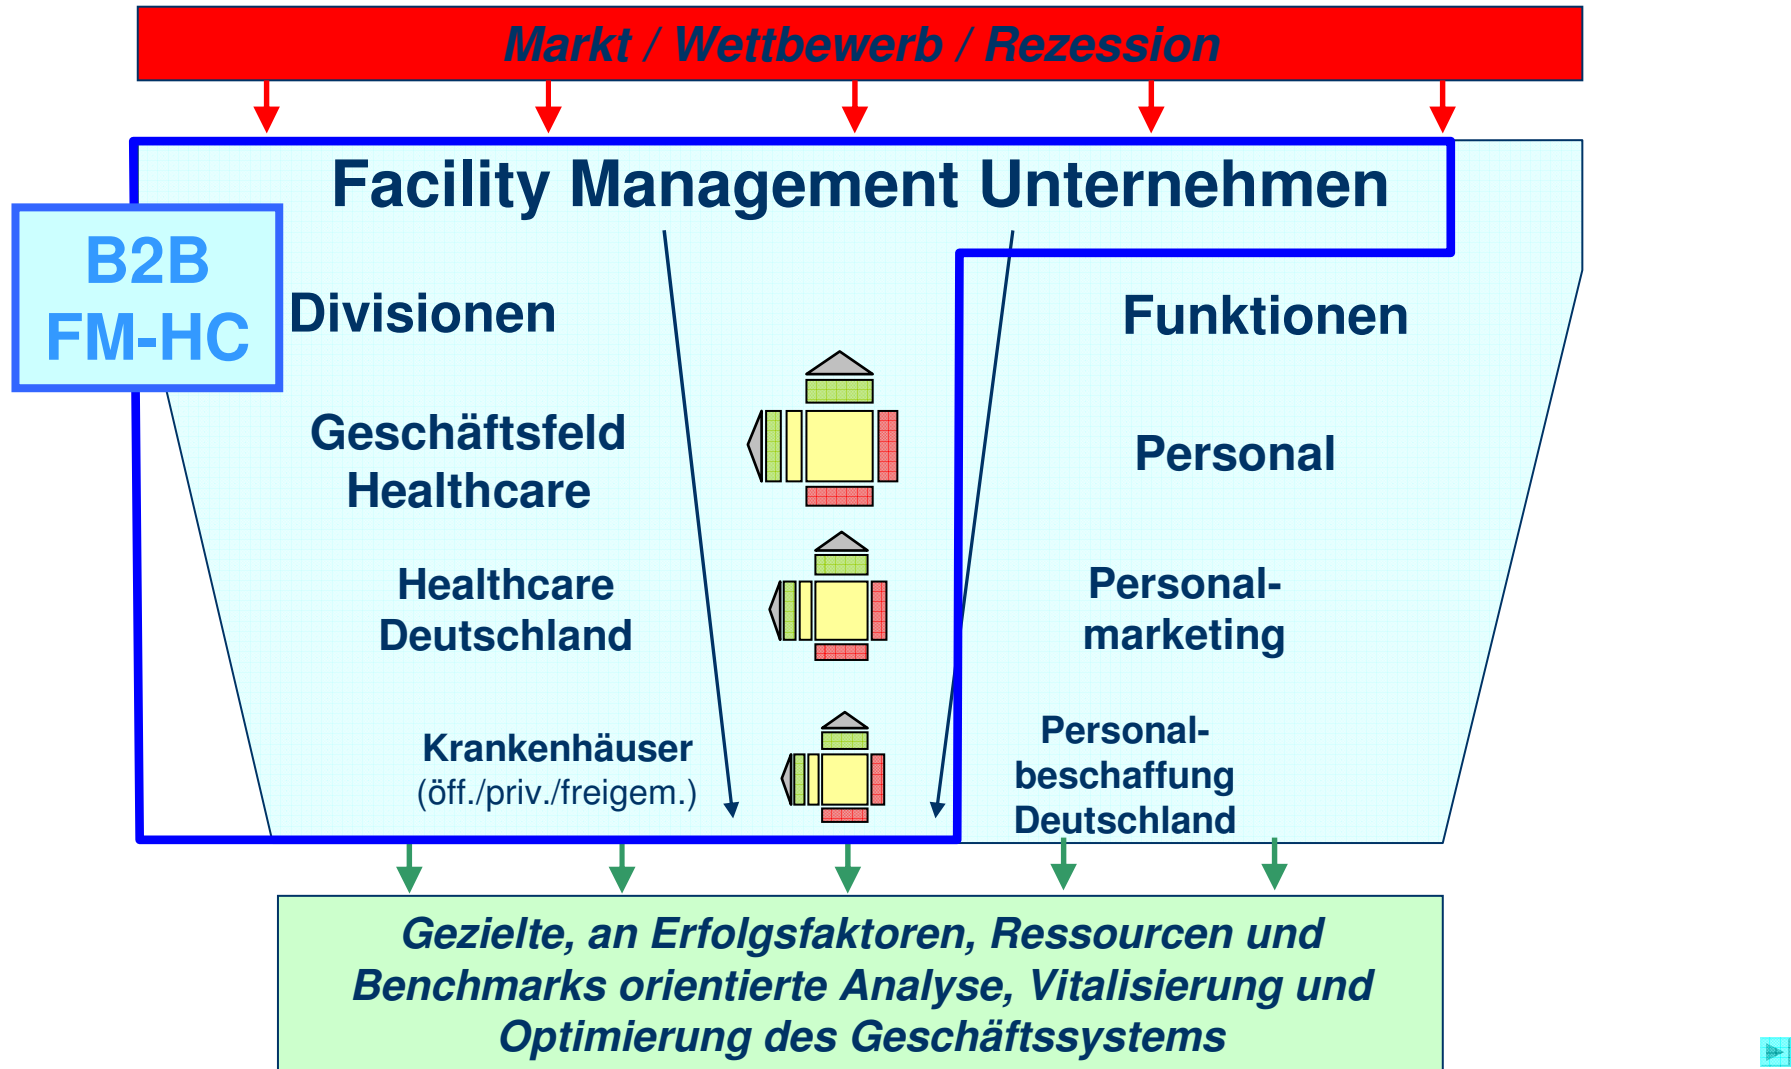 Markt / Wettbewerb / Rezession
Facility Management Unternehmen
B2B
FM-HC
Divisionen
Funktionen
Geschäftsfeld
Healthcare
Personal
Healthcare
Deutschland
Personal-
marketing
Krankenhäuser
(öff./priv./freigem.)
Personal-
beschaffung
Deutschland
Gezielte, an Erfolgsfaktoren, Ressourcen und
Benchmarks orientierte Analyse, Vitalisierung und
Optimierung des Geschäftssystems